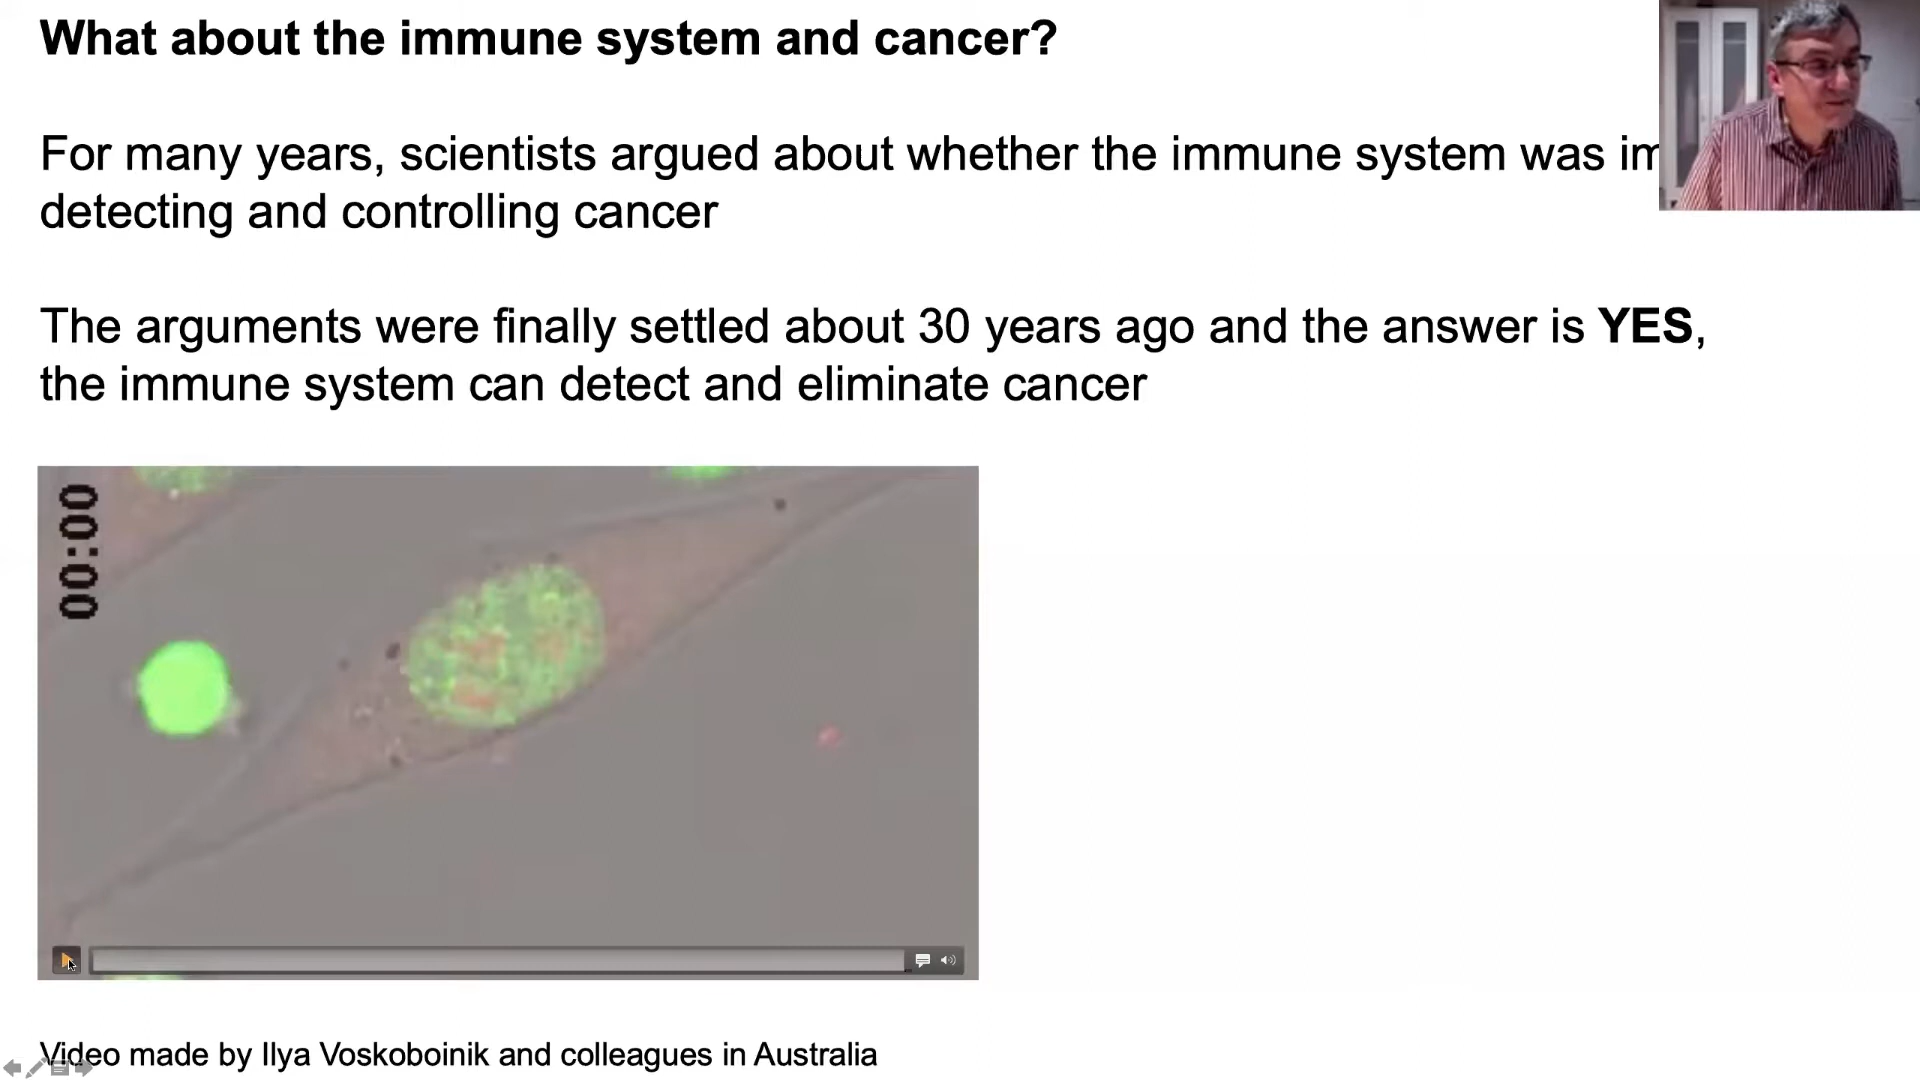 What about the immune system and cancer?
For many years, scientists argued about whether the immune system was
detecting and controlling cancer
The arguments were finally settled about 30 years ago and the answer is YES,
the immune system can detect and eliminate cancer
00:00
Video made by Ilya Voskoboinik and colleagues in Australia